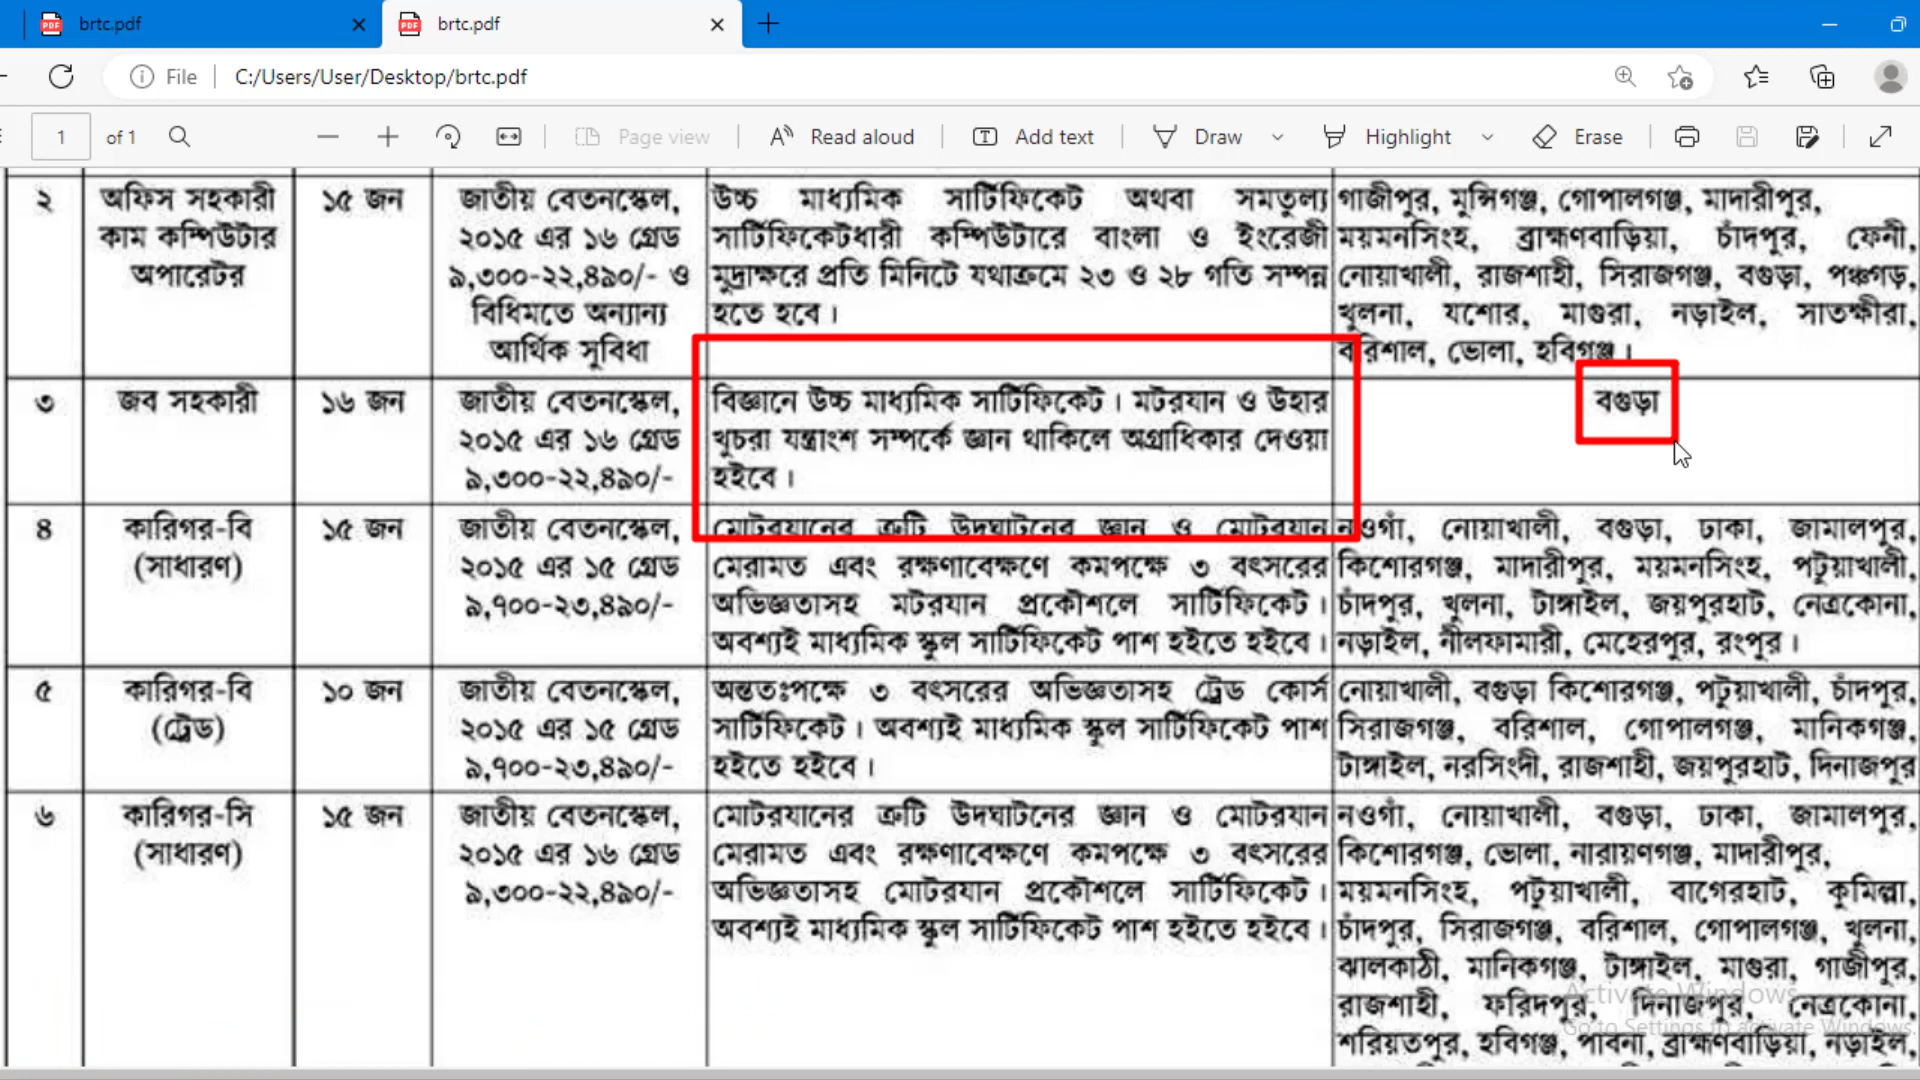 brtc.pdf
brtc.pdf
File
C:/Users/User/Desktop/brtc.pdf
1 of 1
Page view
Read aloud
Add text
Draw
Highlight
Erase
২
অফিস সহকারী
কাম কম্পিউটার
অপারেটর
১৫ জন
জাতীয় বেতনস্কেল,
২০১৫ এর ১৬ গ্রেড
৯,৩০০-২২,৪৯০/- ও
বিধিমতে অন্যান্য
আর্থিক সুবিধা
উচ্চ মাধ্যমিক সার্টিফিকেট অথবা সমতুল্য
সার্টিফিকেটধারী কম্পিউটারে বাংলা ও ইংরেজী
মুদ্রাক্ষরে প্রতি মিনিটে যথাক্রমে ২৩ ও ২৮ গতি সম্পন্ন
হতে হবে।
গাজীপুর, মুন্সিগঞ্জ, গোপালগঞ্জ, মাদারীপুর,
ময়মনসিংহ, ব্রাহ্মণবাড়িয়া, চাঁদপুর, ফেনী,
নোয়াখালী, রাজশাহী, সিরাজগঞ্জ, বগুড়া, পঞ্চগড়,
খুলনা, যশোর, মাগুরা, নড়াইল, সাতক্ষীরা,
বরিশাল, ভোলা, হবিগঞ্জ।
৩
জব সহকারী
১৬ জন
জাতীয় বেতনস্কেল,
২০১৫ এর ১৬ গ্রেড
৯,৩০০-২২,৪৯০/-
বিজ্ঞানে উচ্চ মাধ্যমিক সার্টিফিকেট। মটরযান ও উহার
খুচরা যন্ত্রাংশ সম্পর্কে জ্ঞান থাকিলে অগ্রাধিকার দেওয়া
হইবে।
বগুড়া
৪
কারিগর-বি
(সাধারণ)
১৫ জন
জাতীয় বেতনস্কেল,
২০১৫ এর ১৫ গ্রেড
৯,৭০০-২৩,৪৯০/-
মোটরযানের ত্রুটি উদঘাটনের জ্ঞান ও মোটরযান
মেরামত এবং রক্ষণাবেক্ষণে কমপক্ষে ৩ বৎসরের
অভিজ্ঞতাসহ মটরযান প্রকৌশলে সার্টিফিকেট।
অবশ্যই মাধ্যমিক স্কুল সার্টিফিকেট পাশ হইতে হইবে।
নওগাঁ, নোয়াখালী, বগুড়া, ঢাকা, জামালপুর,
কিশোরগঞ্জ, মাদারীপুর, ময়মনসিংহ, পটুয়াখালী,
চাঁদপুর, খুলনা, টাঙ্গাইল, জয়পুরহাট, নেত্রকোনা,
নড়াইল, নীলফামারী, মেহেরপুর, রংপুর।
৫
কারিগর-বি
(ট্রেড)
১০ জন
জাতীয় বেতনস্কেল,
২০১৫ এর ১৫ গ্রেড
৯,৭০০-২৩,৪৯০/-
অন্ততঃপক্ষে ৩ বৎসরের অভিজ্ঞতাসহ ট্রেড কোর্স
সার্টিফিকেট। অবশ্যই মাধ্যমিক স্কুল সার্টিফিকেট পাশ
হইতে হইবে।
নোয়াখালী, বগুড়া কিশোরগঞ্জ, পটুয়াখালী, চাঁদপুর,
সিরাজগঞ্জ, বরিশাল, গোপালগঞ্জ, মানিকগঞ্জ,
টাঙ্গাইল, নরসিংদী, রাজশাহী, জয়পুরহাট, দিনাজপুর
৬
কারিগর-সি
(সাধারণ)
১৫ জন
জাতীয় বেতনস্কেল,
২০১৫ এর ১৬ গ্রেড
৯,৩০০-২২,৪৯০/-
মোটরযানের ত্রুটি উদঘাটনের জ্ঞান ও মোটরযান
মেরামত এবং রক্ষণাবেক্ষণে কমপক্ষে ৩ বৎসরের
অভিজ্ঞতাসহ মোটরযান প্রকৌশলে সার্টিফিকেট।
অবশ্যই মাধ্যমিক স্কুল সার্টিফিকেট পাশ হইতে হইবে।
নওগাঁ, নোয়াখালী, বগুড়া, ঢাকা, জামালপুর,
কিশোরগঞ্জ, ভোলা, নারায়ণগঞ্জ, মাদারীপুর,
ময়মনসিংহ, পটুয়াখালী, বাগেরহাট, কুমিল্লা,
চাঁদপুর, সিরাজগঞ্জ, বরিশাল, গোপালগঞ্জ, খুলনা,
ঝালকাঠী, মানিকগঞ্জ, টাঙ্গাইল, মাগুরা, গাজীপুর,
রাজশাহী, ফরিদপুর, দিনাজপুর, নেত্রকোনা,
শরিয়তপুর, হবিগঞ্জ, পাবনা, ব্রাহ্মণবাড়িয়া, নড়াইল,
Activate Windows
Go to Settings to activate Windows.